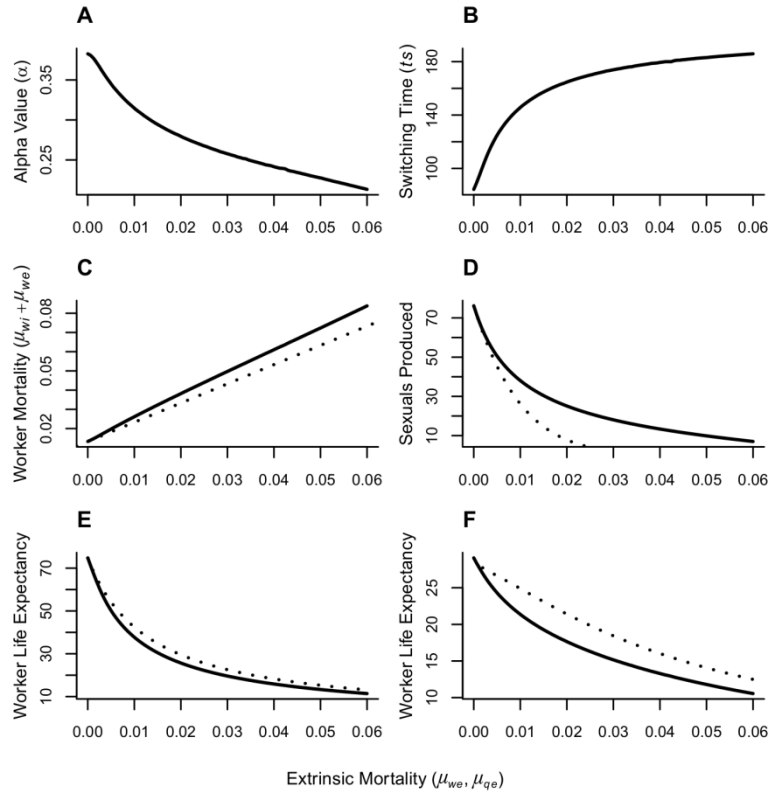 A
Alpha Value (α)
0.35
0.25
0.00 0.01 0.02 0.03 0.04 0.05 0.06
B
Switching Time (ts)
180
140
100
0.00 0.01 0.02 0.03 0.04 0.05 0.06
C
Worker Mortality (μwi + μwe)
0.08
0.05
0.02
0.00 0.01 0.02 0.03 0.04 0.05 0.06
D
Sexuals Produced
70
50
30
10
0.00 0.01 0.02 0.03 0.04 0.05 0.06
E
Worker Life Expectancy
70
50
30
10
0.00 0.01 0.02 0.03 0.04 0.05 0.06
F
Worker Life Expectancy
25
20
15
10
0.00 0.01 0.02 0.03 0.04 0.05 0.06
Extrinsic Mortality (μwe, μqe)